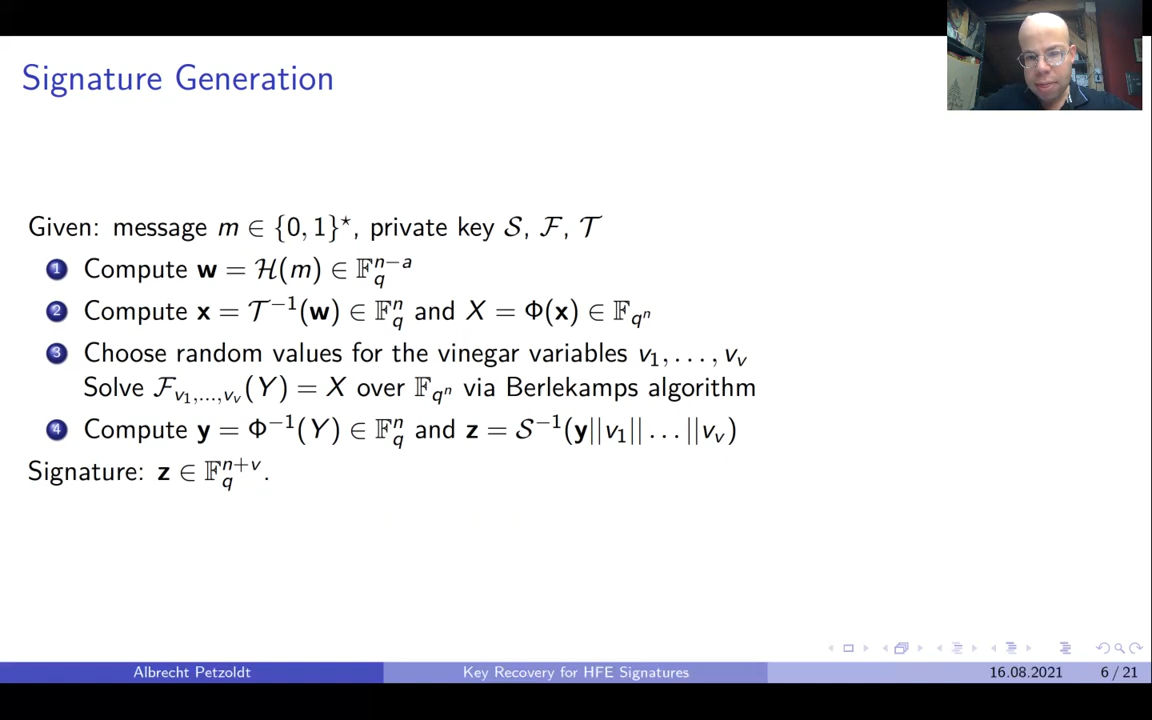 Signature Generation
Given: message m ∈ {0, 1}⋆, private key 𝒮, ℱ, 𝒯
1 Compute 𝐰 = ℋ(m) ∈ 𝔽_q^{n−a}
2 Compute 𝐱 = 𝒯^{−1}(𝐰) ∈ 𝔽_q^n and X = Φ(𝐱) ∈ 𝔽_{q^n}
3 Choose random values for the vinegar variables v_1, . . . , v_v
Solve ℱ_{v_1,...,v_v}(Y) = X over 𝔽_{q^n} via Berlekamps algorithm
4 Compute 𝐲 = Φ^{−1}(Y) ∈ 𝔽_q^n and 𝐳 = 𝒮^{−1}(𝐲||v_1|| . . . ||v_v)
Signature: 𝐳 ∈ 𝔽_q^{n+v}.
Albrecht Petzoldt Key Recovery for HFE Signatures 16.08.2021 6 / 21